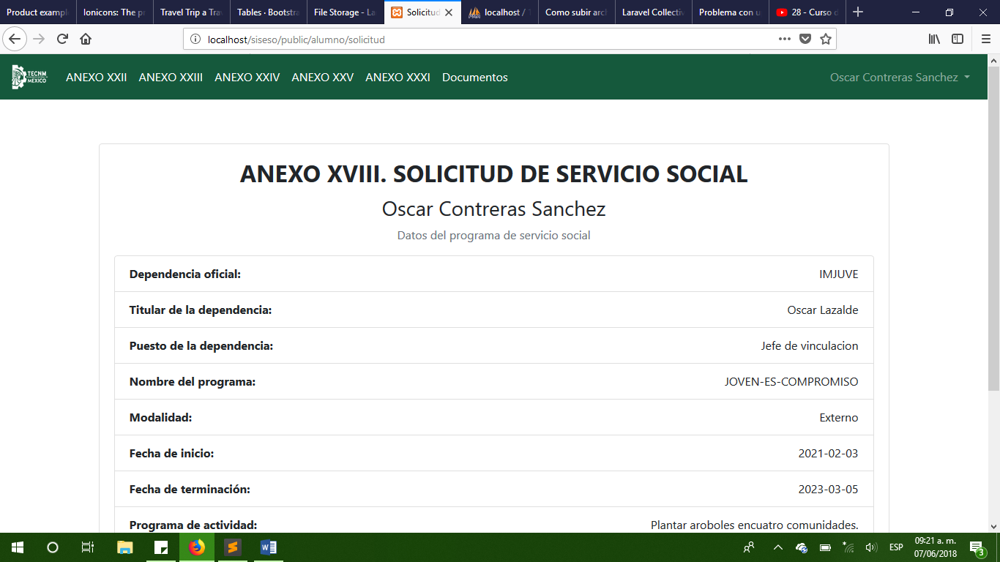 Product exampl
Ionicons: The pr
Travel Trip a Tra
Tables · Bootstra
File Storage - La
Solicitud
localhost / 1
Como subir arch
Laravel Collectiv
Problema con u
28 - Curso d
localhost/siseso/public/alumno/solicitud
TECNM MÉXICO
ANEXO XXII ANEXO XXIII ANEXO XXIV ANEXO XXV ANEXO XXXI Documentos
Oscar Contreras Sanchez
ANEXO XVIII. SOLICITUD DE SERVICIO SOCIAL
Oscar Contreras Sanchez
Datos del programa de servicio social
Dependencia oficial: IMJUVE
Titular de la dependencia: Oscar Lazalde
Puesto de la dependencia: Jefe de vinculacion
Nombre del programa: JOVEN-ES-COMPROMISO
Modalidad: Externo
Fecha de inicio: 2021-02-03
Fecha de terminación: 2023-03-05
Programa de actividad: Plantar aroboles encuatro comunidades.
ESP
09:21 a. m.
07/06/2018
3